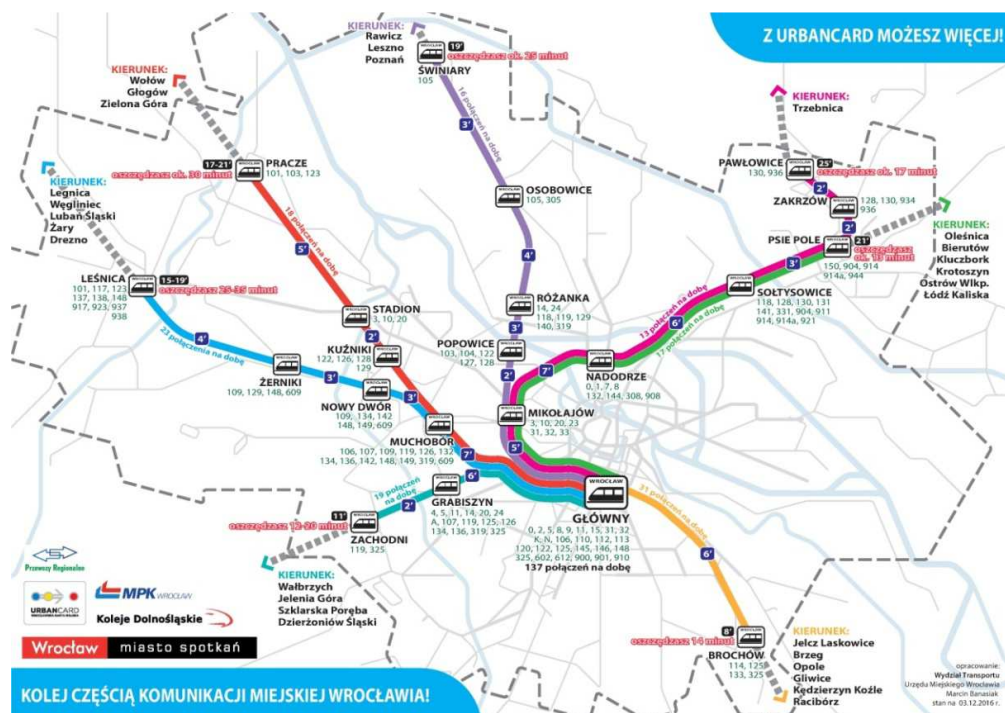 Z URBANCARD MOŻESZ WIĘCEJ!
KIERUNEK:
Rawicz
Leszno
Poznań
19'
oszczędzasz ok. 25 minut
ŚWINIARY
105
16 połączeń na dobę
3'
OSOBOWICE
105, 305
4'
RÓŻANKA
14, 24
118, 119, 129
140, 319
3'
POPOWICE
103, 104, 122
127, 128
2'
KIERUNEK:
Wołów
Głogów
Zielona Góra
17-21'
oszczędzasz ok. 30 minut
PRACZE
101, 103, 123
18 połączeń na dobę
5'
STADION
3, 10, 20
2'
KUŹNIKI
122, 126, 128
129
KIERUNEK:
Legnica
Węgliniec
Lubań Śląski
Żary
Drezno
LEŚNICA
15-19'
oszczędzasz 25-35 minut
101, 117, 123
137, 138, 148
917, 923, 937
938
4'
23 połączenia na dobę
ŻERNIKI
109, 129, 148, 609
3'
NOWY DWÓR
109, 134, 142
148, 149, 609
3'
MUCHOBÓR
106, 107, 109, 119, 126, 132
134, 136, 142, 148, 149, 319, 609
7'
6'
19 połączeń
na dobę
2'
GRABISZYN
4, 5, 11, 14, 20, 24
A, 107, 119, 125, 126
134, 136, 319, 325
11'
oszczędzasz 12-20 minut
ZACHODNI
119, 325
KIERUNEK:
Wałbrzych
Jelenia Góra
Szklarska Poręba
Dzierżoniów Śląski
KIERUNEK:
Trzebnica
PAWŁOWICE
130, 936
25'
oszczędzasz ok. 17 minut
2'
ZAKRZÓW
128, 130, 934
936
2'
PSIE POLE
21'
oszczędzasz
ok. 13 minut
150, 904, 914
914a, 944
KIERUNEK:
Oleśnica
Bierutów
Kluczbork
Krotoszyn
Ostrów Wlkp.
Łódź Kaliska
3'
SOŁTYSOWICE
118, 128, 130, 131
141, 331, 904, 911
914, 914a, 921
13 połączeń na dobę
6'
17 połączeń na dobę
NADODRZE
0, 1, 7, 8
132, 144, 308, 908
7'
MIKOŁAJÓW
3, 10, 20, 23
31, 32, 33
5'
WROCŁAW
GŁÓWNY
0, 2, 5, 8, 9, 11, 15, 31, 32
K, N, 106, 110, 112, 113
120, 122, 125, 145, 146, 148
325, 602, 612, 900, 901, 910
137 połączeń na dobę
31 połączeń na dobę
6'
8'
oszczędzasz 14 minut
BROCHÓW
114, 125
133, 325
KIERUNEK:
Jelcz Laskowice
Brzeg
Opole
Gliwice
Kędzierzyn Koźle
Racibórz
Przewozy Regionalne
URBANCARD
MPK WROCŁAW
Koleje Dolnośląskie
Wrocław miasto spotkań
KOLEJ CZĘŚCIĄ KOMUNIKACJI MIEJSKIEJ WROCŁAWIA!
opracowanie:
Wydział Transportu
Urzędu Miejskiego Wrocławia
Marcin Banasiak
stan na 03.12.2016 r.